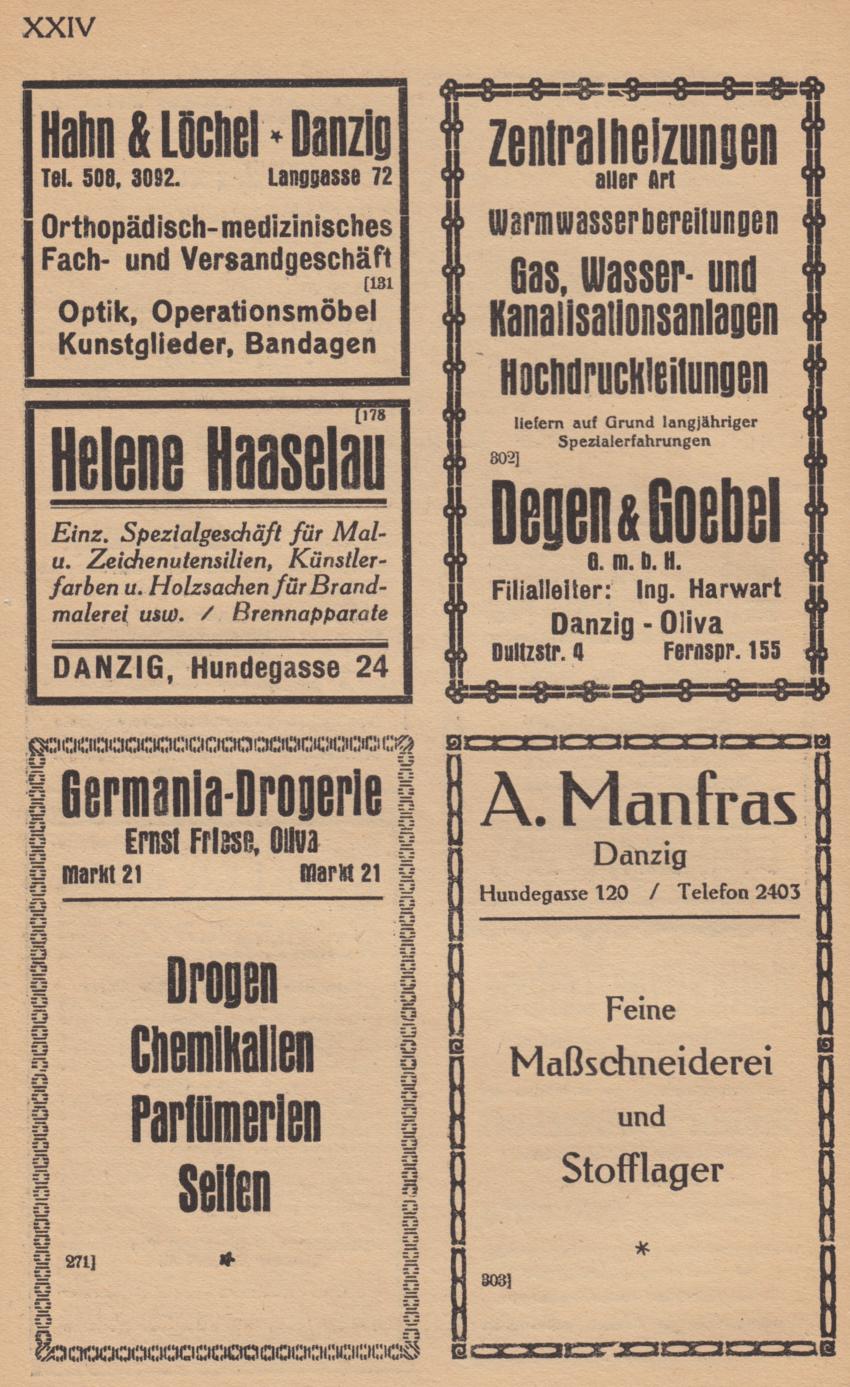 XXIV
Hahn & Löchel * Danzig
Tel. 508, 3092. Langgasse 72
Orthopädisch-medizinisches
Fach- und Versandgeschäft
[131
Optik, Operationsmöbel
Kunstglieder, Bandagen
[178
Helene Haaselau
Einz. Spezialgeschäft für Mal-
u. Zeichenutensilien, Künstler-
farben u. Holzsachen für Brand-
malerei usw. / Brennapparate
DANZIG, Hundegasse 24
Germania-Drogerie
Ernst Friese, Oliva
Markt 21 Markt 21
Drogen
Chemikalien
Parfümerien
Seifen
271] *
Zentralheizungen
aller Art
Warmwasserbereitungen
Gas, Wasser- und
Kanalisationsanlagen
Hochdruckleitungen
liefern auf Grund langjähriger
Spezialerfahrungen
302]
Degen & Goebel
G. m. b. H.
Filialleiter: Ing. Harwart
Danzig - Oliva
Dultzstr. 4 Fernspr. 155
A. Manfras
Danzig
Hundegasse 120 / Telefon 2403
Feine
Maßschneiderei
und
Stofflager
*
303]